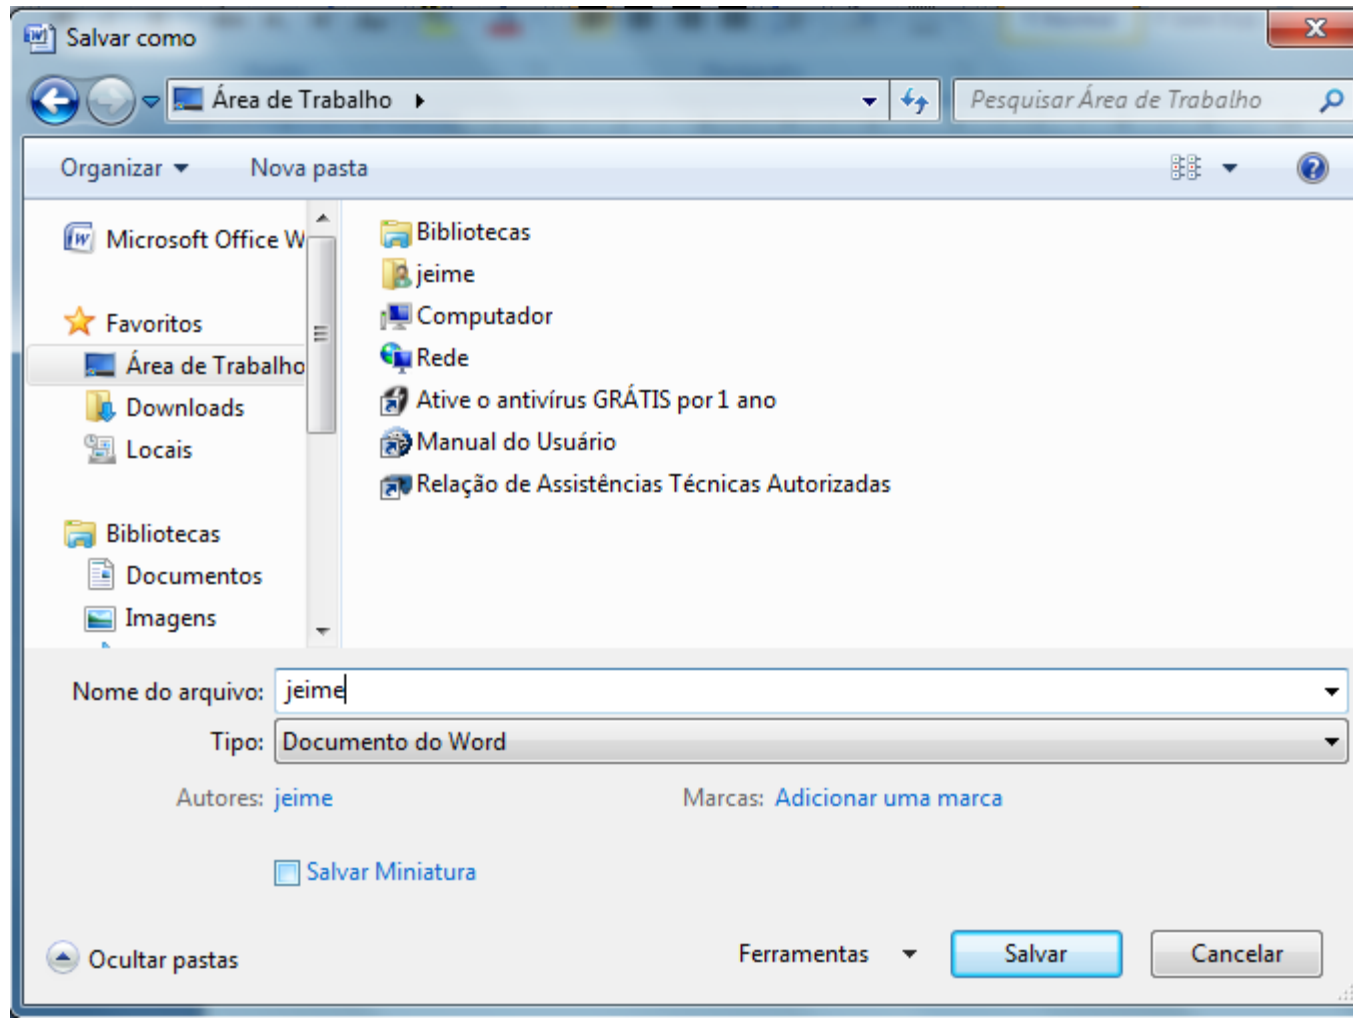 Salvar como
Área de Trabalho
Pesquisar Área de Trabalho
Organizar
Nova pasta
Microsoft Office W
Favoritos
Área de Trabalho
Downloads
Locais
Bibliotecas
Documentos
Imagens
Bibliotecas
jeime
Computador
Rede
Ative o antivírus GRÁTIS por 1 ano
Manual do Usuário
Relação de Assistências Técnicas Autorizadas
Nome do arquivo: jeime
Tipo: Documento do Word
Autores: jeime
Marcas: Adicionar uma marca
Salvar Miniatura
Ocultar pastas
Ferramentas
Salvar
Cancelar